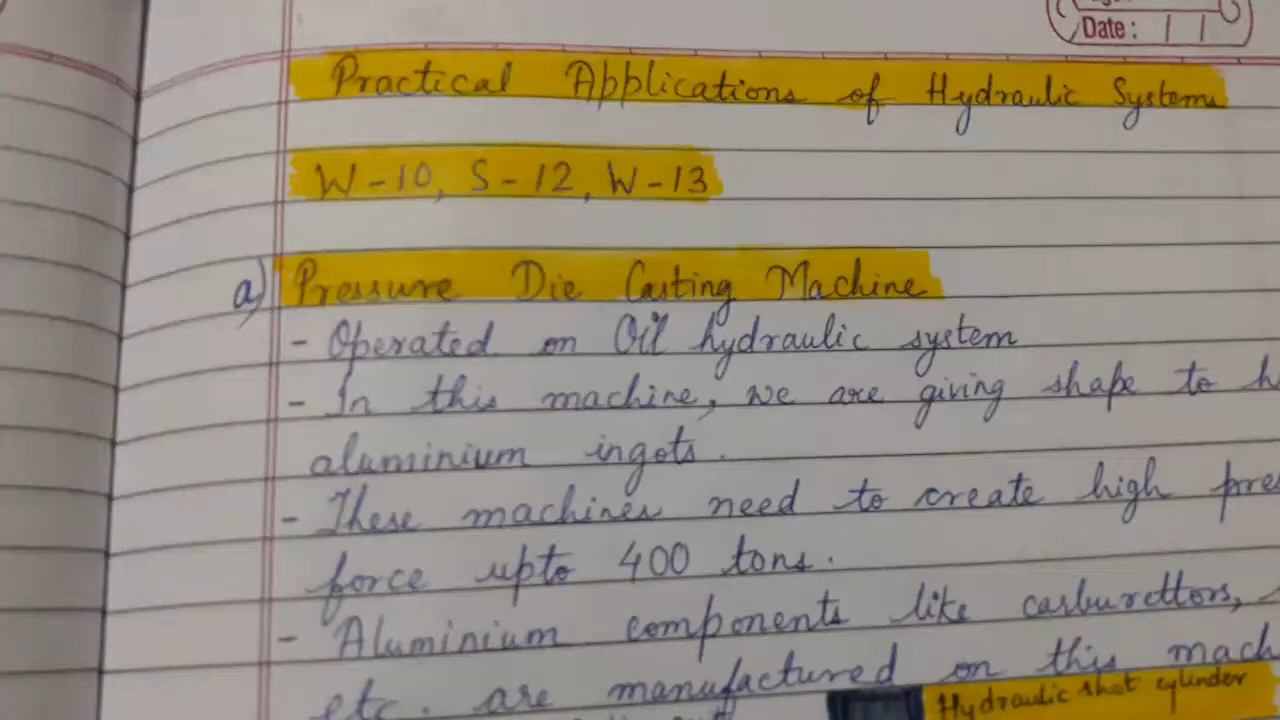 Date:
Practical Applications of Hydraulic Systems
W-10, S-12, W-13
a) Pressure Die Casting Machine
- Operated on Oil hydraulic system
- In this machine, we are giving shape to
aluminium ingots.
- These machines need to create high
force upto 400 tons.
- Aluminium components like carburettors,
etc. are manufactured on this
Hydraulic shot cylinder